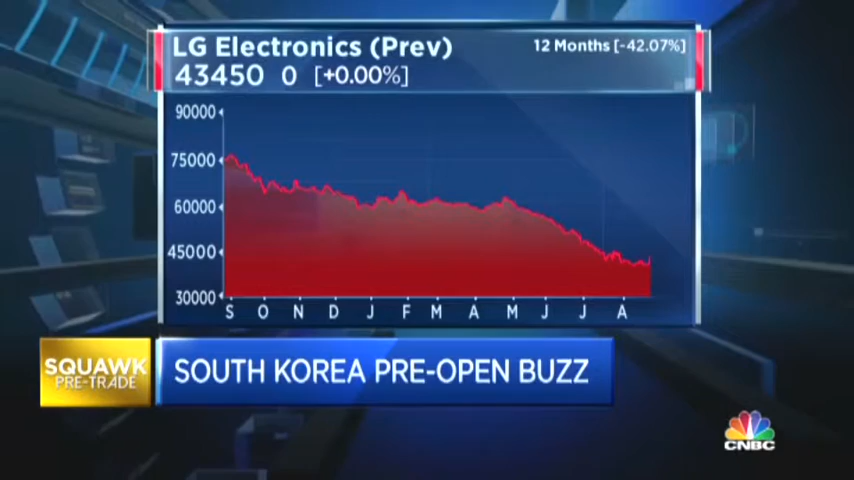 LG Electronics (Prev)
12 Months [-42.07%]
43450 0 [+0.00%]
90000
75000
60000
45000
30000
S O N D J F M A M J J A
SQUAWK
PRE-TRADE
SOUTH KOREA PRE-OPEN BUZZ
CNBC